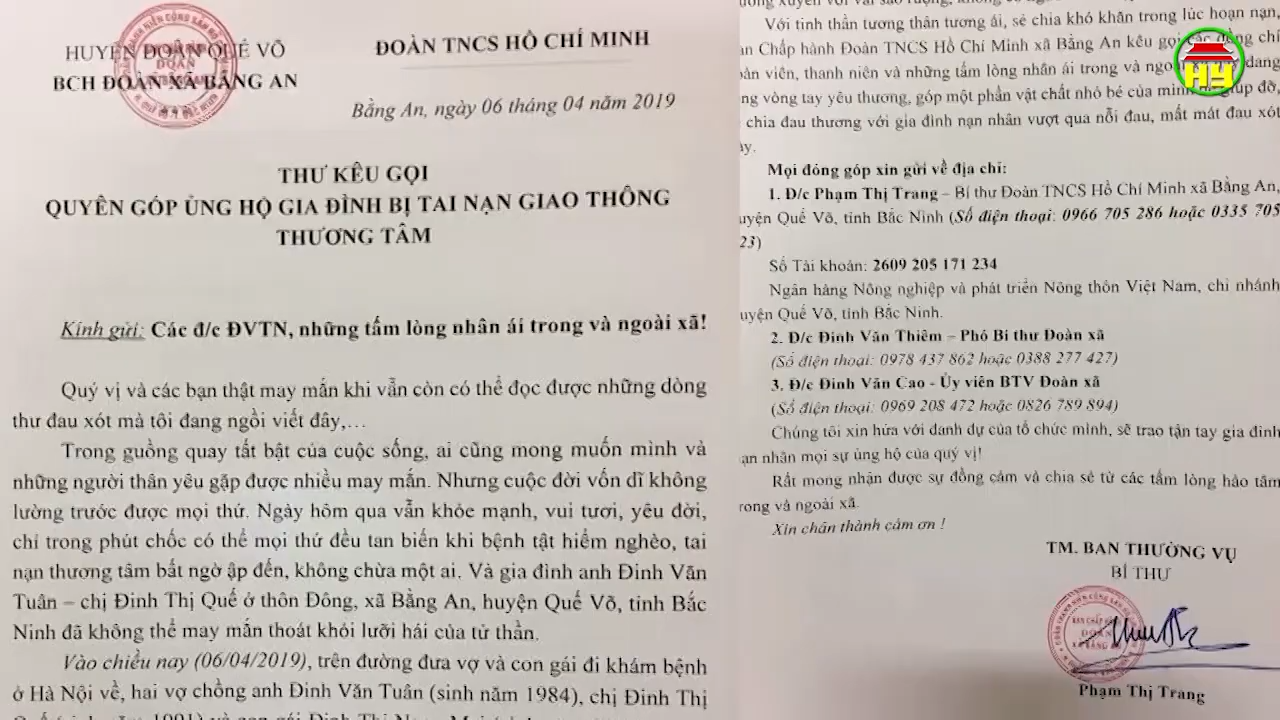 HUYỆN ĐOÀN QUẾ VÕ
BCH ĐOÀN XÃ BẰNG AN
ĐOÀN TNCS HỒ CHÍ MINH
Bằng An, ngày 06 tháng 04 năm 2019
THƯ KÊU GỌI
QUYÊN GÓP ỦNG HỘ GIA ĐÌNH BỊ TAI NẠN GIAO THÔNG
THƯƠNG TÂM
Kính gửi: Các đ/c ĐVTN, những tấm lòng nhân ái trong và ngoài xã!
Quý vị và các bạn thật may mắn khi vẫn còn có thể đọc được những dòng
thư đau xót mà tôi đang ngồi viết đây,…
Trong guồng quay tất bật của cuộc sống, ai cũng mong muốn mình và
những người thân yêu gặp được nhiều may mắn. Nhưng cuộc đời vốn dĩ không
lường trước được mọi thứ. Ngày hôm qua vẫn khỏe mạnh, vui tươi, yêu đời,
chỉ trong phút chốc có thể mọi thứ đều tan biến khi bệnh tật hiểm nghèo, tai
nạn thương tâm bất ngờ ập đến, không chừa một ai. Và gia đình anh Đinh Văn
Tuân – chị Đinh Thị Quế ở thôn Đông, xã Bằng An, huyện Quế Võ, tỉnh Bắc
Ninh đã không thể may mắn thoát khỏi lưỡi hái của tử thần.
Vào chiều nay (06/04/2019), trên đường đưa vợ và con gái đi khám bệnh
ở Hà Nội về, hai vợ chồng anh Đinh Văn Tuân (sinh năm 1984), chị Đinh Thị
Với tinh thần tương thân tương ái, sẻ chia khó khăn trong lúc hoạn nạn,
Chấp hành Đoàn TNCS Hồ Chí Minh xã Bằng An kêu gọi các đồng chí
viên, thanh niên và những tấm lòng nhân ái trong và ngoài xã dang
vòng tay yêu thương, góp một phần vật chất nhỏ bé của mình giúp đỡ,
chia đau thương với gia đình nạn nhân vượt qua nỗi đau, mất mát đau xót
Mọi đóng góp xin gửi về địa chỉ:
1. Đ/c Phạm Thị Trang – Bí thư Đoàn TNCS Hồ Chí Minh xã Bằng An,
uyện Quế Võ, tỉnh Bắc Ninh (Số điện thoại: 0966 705 286 hoặc 0335 705
23)
Số Tài khoản: 2609 205 171 234
Ngân hàng Nông nghiệp và phát triển Nông thôn Việt Nam, chi nhánh
uyện Quế Võ, tỉnh Bắc Ninh.
2. Đ/c Đinh Văn Thiêm – Phó Bí thư Đoàn xã
(Số điện thoại: 0978 437 862 hoặc 0388 277 427)
3. Đ/c Đinh Văn Cao - Ủy viên BTV Đoàn xã
(Số điện thoại: 0969 208 472 hoặc 0826 789 894)
Chúng tôi xin hứa với danh dự của tổ chức mình, sẽ trao tận tay gia đình
ạn nhân mọi sự ủng hộ của quý vị!
Rất mong nhận được sự đồng cảm và chia sẻ từ các tấm lòng hảo tâm
rong và ngoài xã.
Xin chân thành cảm ơn !
TM. BAN THƯỜNG VỤ
BÍ THƯ
Phạm Thị Trang
HY